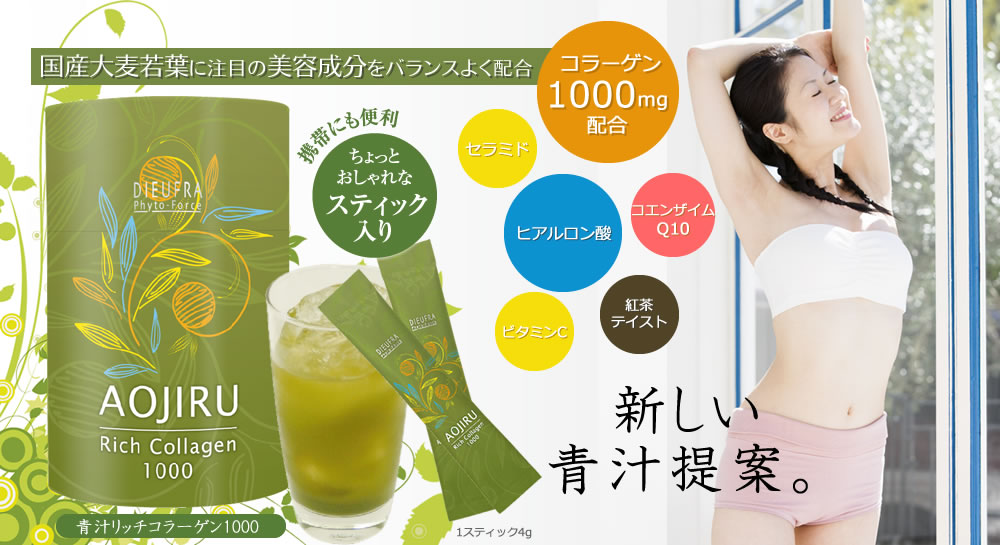 国産大麦若葉に注目の美容成分をバランスよく配合
コラーゲン
1000mg
配合
携帯にも便利
ちょっと
おしゃれな
スティック
入り
セラミド
ヒアルロン酸
コエンザイム
Q10
ビタミンC
紅茶
テイスト
DIEUFRA
Phyto-Force
AOJIRU
Rich Collagen
1000
青汁リッチコラーゲン1000
DIEUFRA
AOJIRU
Rich Collagen
1000
1スティック4g
新しい
青汁提案。